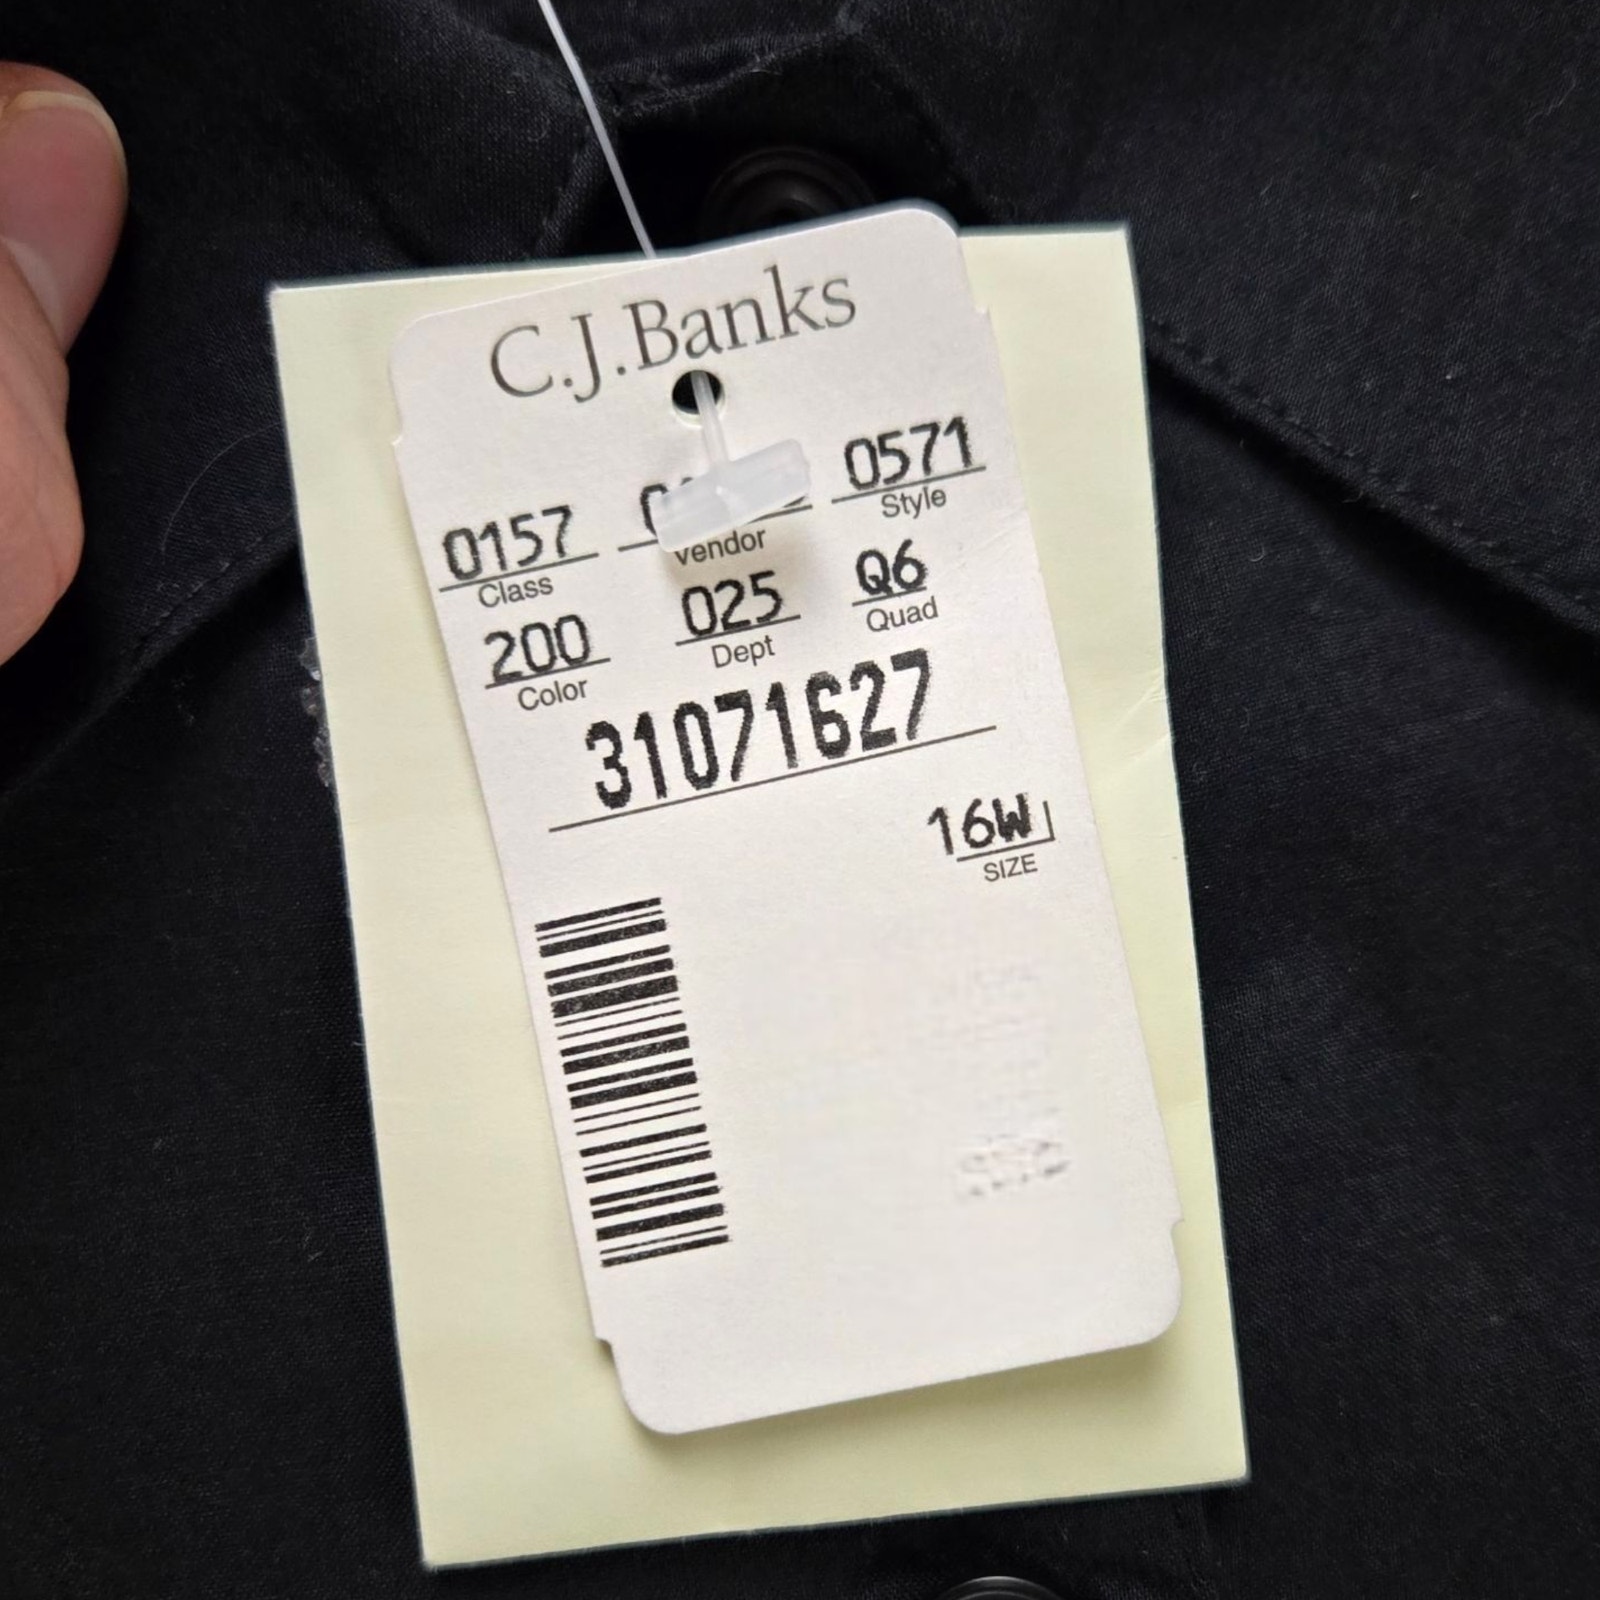 C.J.Banks
0157 0571
Class Vendor Style
200 025 Q6
Color Dept Quad
31071627
16W
SIZE